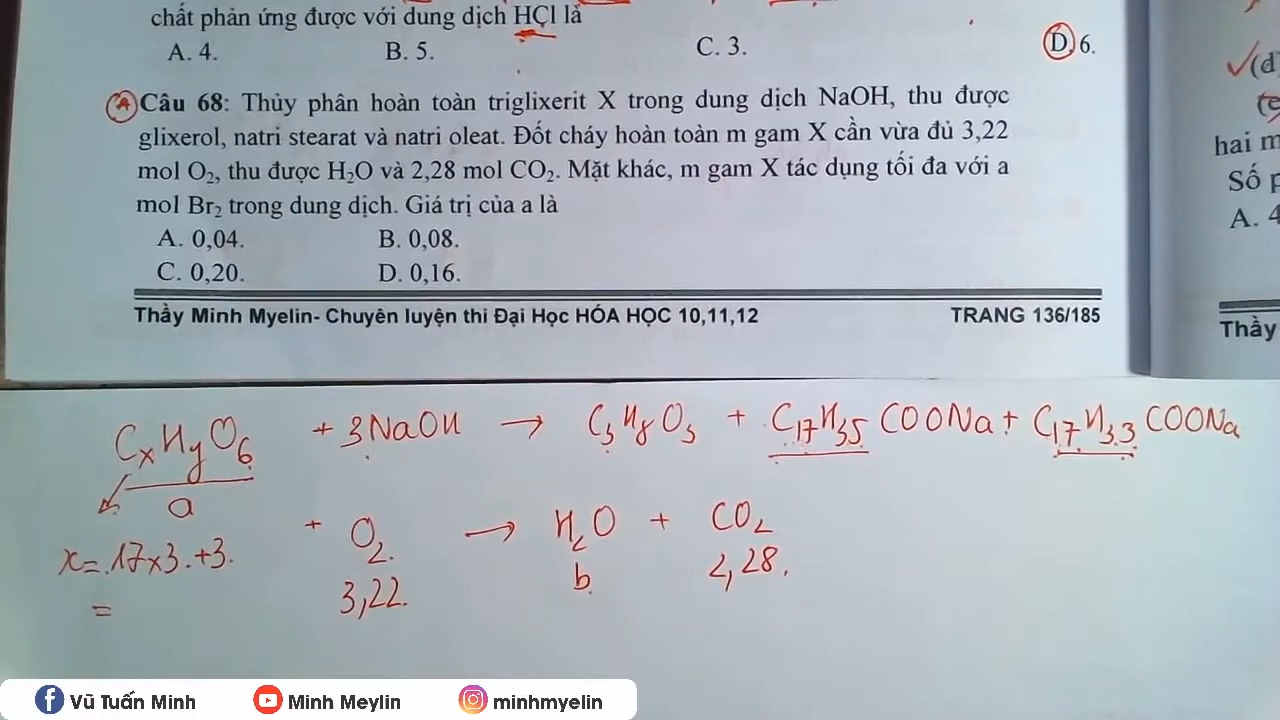 chất phản ứng được với dung dịch HCl là
A. 4. B. 5. C. 3. D. 6.
Câu 68: Thủy phân hoàn toàn triglixerit X trong dung dịch NaOH, thu được
glixerol, natri stearat và natri oleat. Đốt cháy hoàn toàn m gam X cần vừa đủ 3,22
mol O₂, thu được H₂O và 2,28 mol CO₂. Mặt khác, m gam X tác dụng tối đa với a
mol Br₂ trong dung dịch. Giá trị của a là
A. 0,04. B. 0,08.
C. 0,20. D. 0,16.
Thầy Minh Myelin- Chuyên luyện thi Đại Học HÓA HỌC 10,11,12 TRANG 136/185
(d
hai m
Số p
A. 4
Thầy
CxHyO6 + 3NaOH → C3H8O3 + C17H35COONa + C17H33COONa
a
+ O2 → H2O + CO2
3,22. b 2,28.
x = 17x3 + 3.
=
Vũ Tuấn Minh Minh Meylin minhmyelin